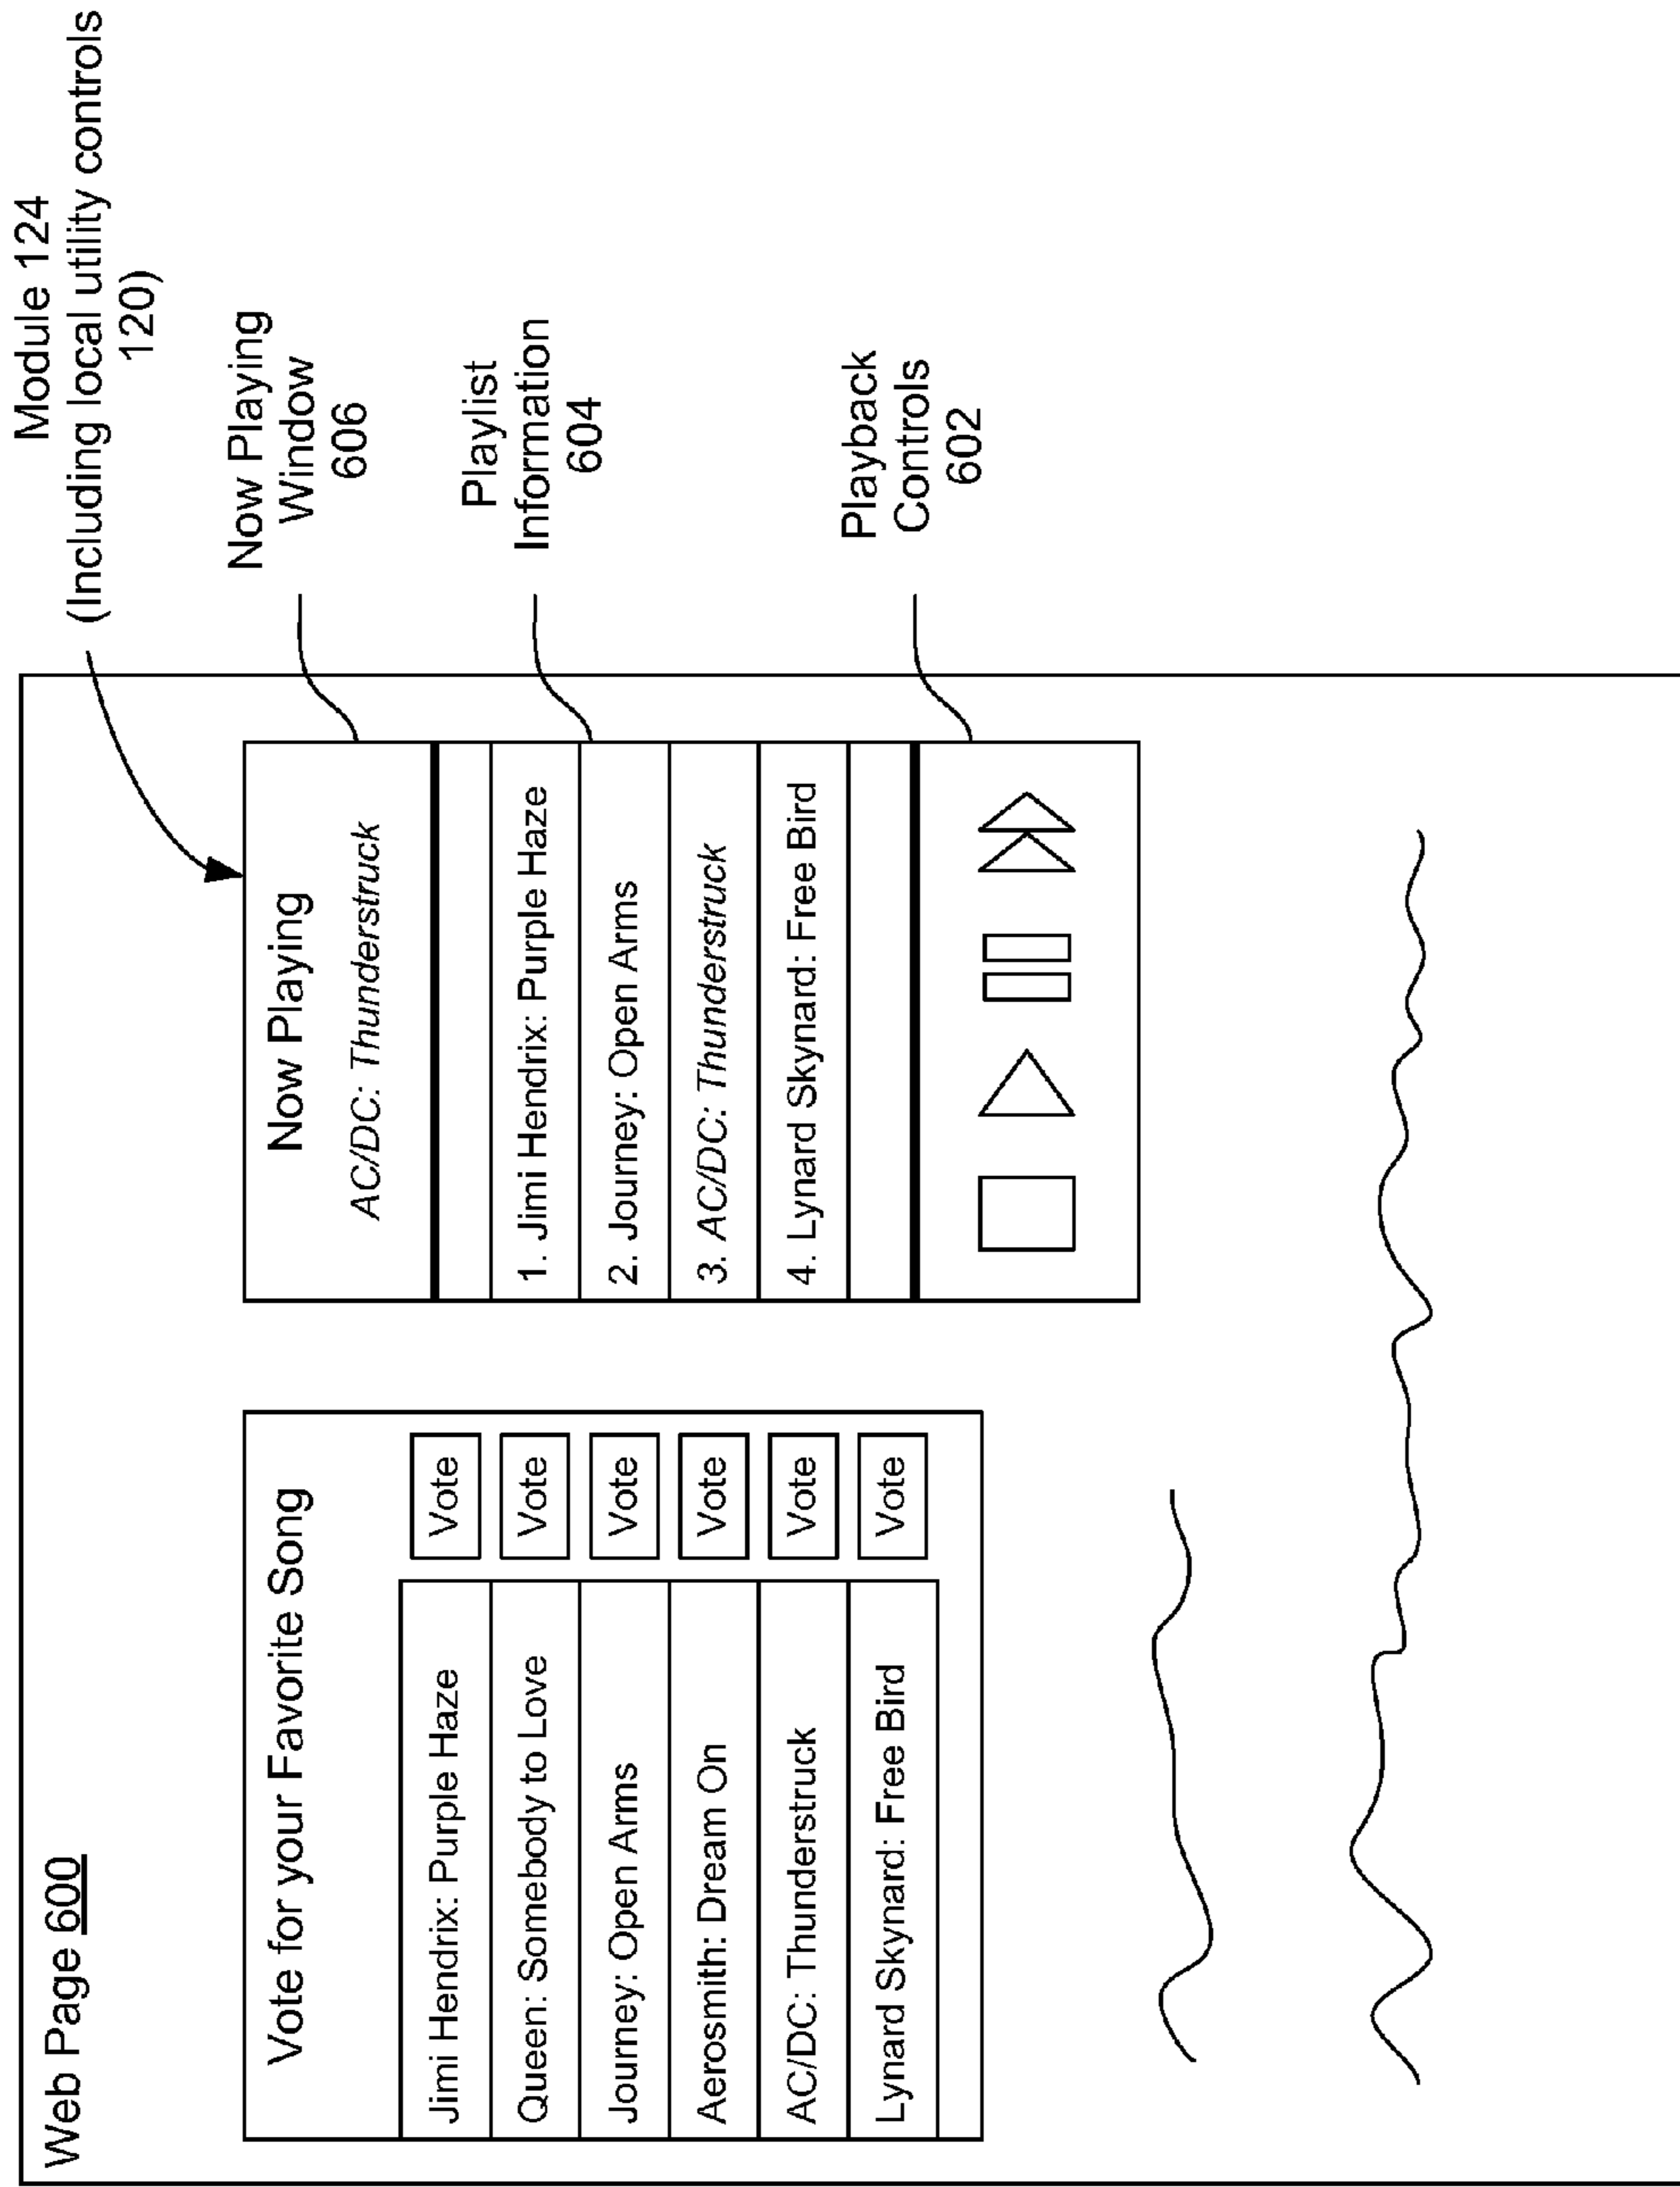 Web Page 600
Module 124
(Including local utility controls
120)
Vote for your Favorite Song
Jimi Hendrix: Purple Haze
Vote
Queen: Somebody to Love
Vote
Journey: Open Arms
Vote
Aerosmith: Dream On
Vote
AC/DC: Thunderstruck
Vote
Lynard Skynard: Free Bird
Vote
Now Playing
AC/DC: Thunderstruck
1. Jimi Hendrix: Purple Haze
2. Journey: Open Arms
3. AC/DC: Thunderstruck
4. Lynard Skynard: Free Bird
Now Playing
Window
606
Playlist
Information
604
Playback
Controls
602